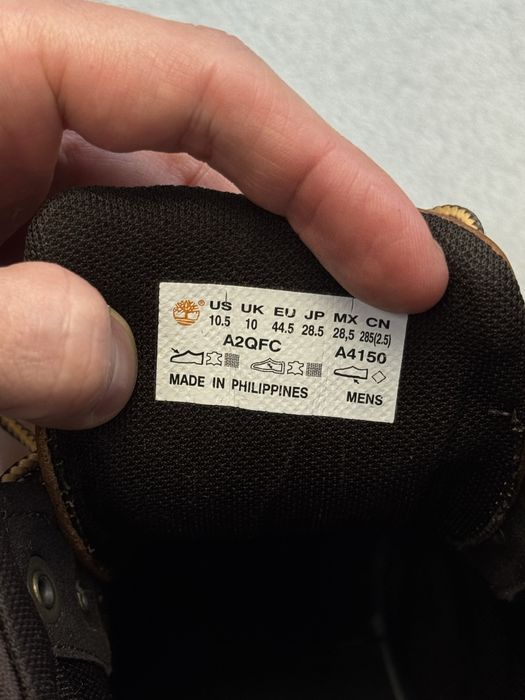 ® US UK EU JP MX CN
10.5 10 44.5 28.5 28,5 285(2.5)
A2QFC A4150
MADE IN PHILIPPINES MENS